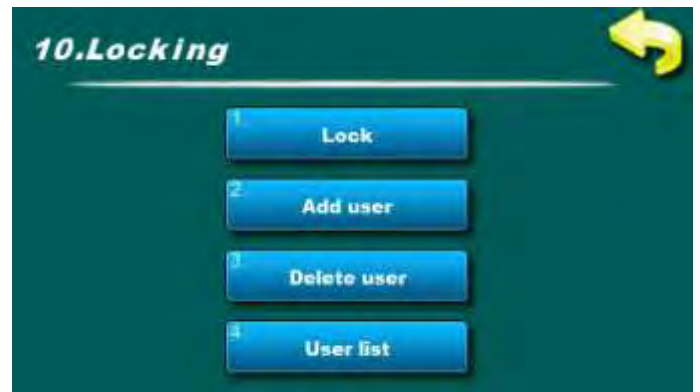 10.Locking
1
Lock
2
Add user
3
Delete user
4
User list